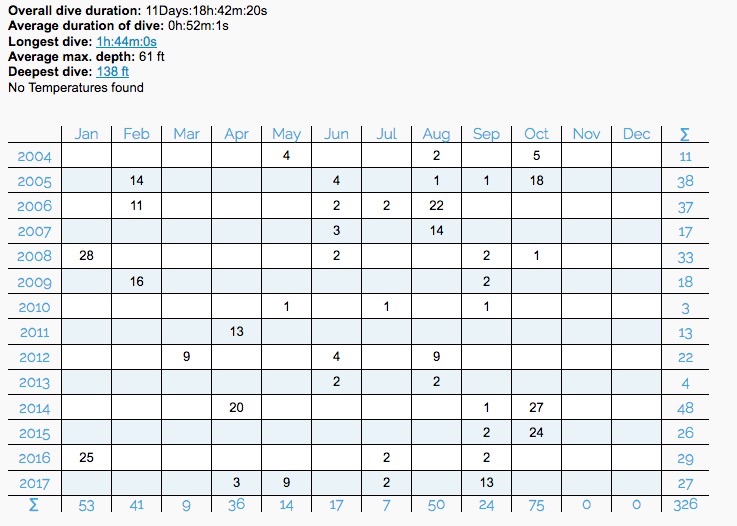 Overall dive duration: 11Days:18h:42m:20s
Average duration of dive: 0h:52m:1s
Longest dive: 1h:44m:0s
Average max. depth: 61 ft
Deepest dive: 138 ft
No Temperatures found
Jan Feb Mar Apr May Jun Jul Aug Sep Oct Nov Dec Σ
2004 4 2 5 11
2005 14 4 1 1 18 38
2006 11 2 2 22 37
2007 3 14 17
2008 28 2 2 1 33
2009 16 2 18
2010 1 1 1 3
2011 13 13
2012 9 4 9 22
2013 2 2 4
2014 20 1 27 48
2015 2 24 26
2016 25 2 2 29
2017 3 9 2 13 27
Σ 53 41 9 36 14 17 7 50 24 75 0 0 326